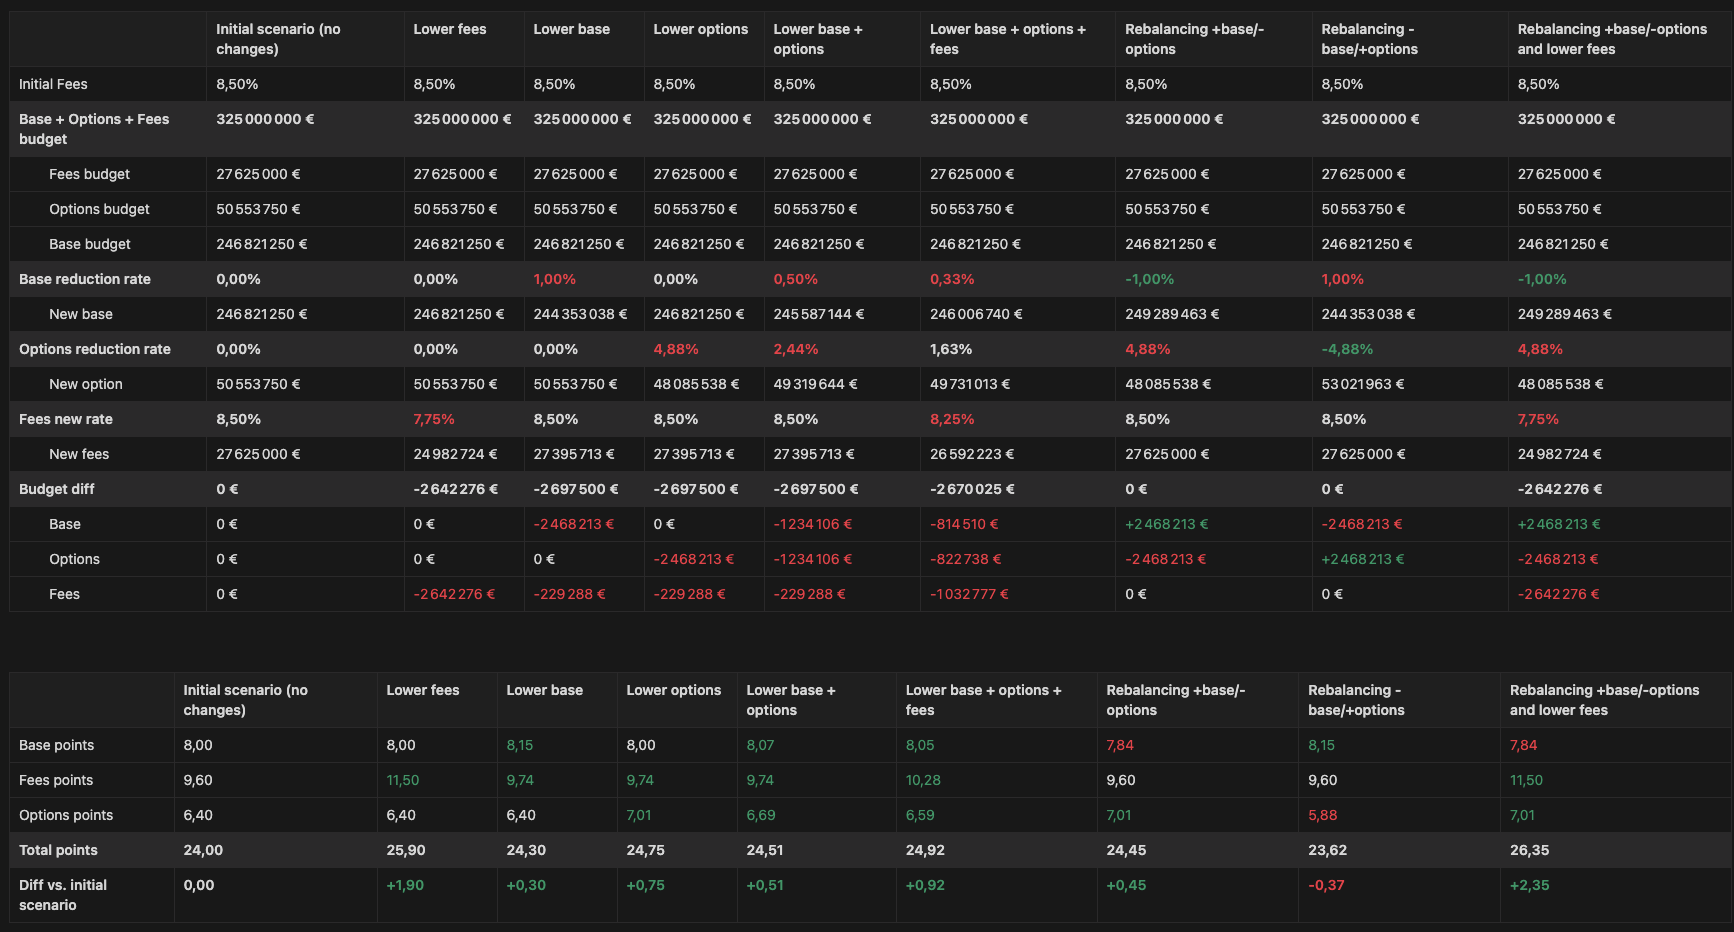 Initial scenario (no changes) Lower fees Lower base Lower options Lower base + options Lower base + options + fees Rebalancing +base/-options Rebalancing -base/+options Rebalancing +base/-options and lower fees
Initial Fees 8,50% 8,50% 8,50% 8,50% 8,50% 8,50% 8,50% 8,50% 8,50%
Base + Options + Fees budget 325 000 000 € 325 000 000 € 325 000 000 € 325 000 000 € 325 000 000 € 325 000 000 € 325 000 000 € 325 000 000 € 325 000 000 €
Fees budget 27 625 000 € 27 625 000 € 27 625 000 € 27 625 000 € 27 625 000 € 27 625 000 € 27 625 000 € 27 625 000 € 27 625 000 €
Options budget 50 553 750 € 50 553 750 € 50 553 750 € 50 553 750 € 50 553 750 € 50 553 750 € 50 553 750 € 50 553 750 € 50 553 750 €
Base budget 246 821 250 € 246 821 250 € 246 821 250 € 246 821 250 € 246 821 250 € 246 821 250 € 246 821 250 € 246 821 250 € 246 821 250 €
Base reduction rate 0,00% 0,00% 1,00% 0,00% 0,50% 0,33% -1,00% 1,00% -1,00%
New base 246 821 250 € 246 821 250 € 244 353 038 € 246 821 250 € 245 587 144 € 246 006 740 € 249 289 463 € 244 353 038 € 249 289 463 €
Options reduction rate 0,00% 0,00% 0,00% 4,88% 2,44% 1,63% 4,88% -4,88% 4,88%
New option 50 553 750 € 50 553 750 € 50 553 750 € 48 085 538 € 49 319 644 € 49 731 013 € 48 085 538 € 53 021 963 € 48 085 538 €
Fees new rate 8,50% 7,75% 8,50% 8,50% 8,50% 8,25% 8,50% 8,50% 7,75%
New fees 27 625 000 € 24 982 724 € 27 395 713 € 27 395 713 € 27 395 713 € 26 592 223 € 27 625 000 € 27 625 000 € 24 982 724 €
Budget diff 0 € -2 642 276 € -2 697 500 € -2 697 500 € -2 697 500 € -2 670 025 € 0 € 0 € -2 642 276 €
Base 0 € 0 € -2 468 213 € 0 € -1 234 106 € -814 510 € +2 468 213 € -2 468 213 € +2 468 213 €
Options 0 € 0 € 0 € -2 468 213 € -1 234 106 € -822 738 € -2 468 213 € +2 468 213 € -2 468 213 €
Fees 0 € -2 642 276 € -229 288 € -229 288 € -229 288 € -1 032 777 € 0 € 0 € -2 642 276 €
Initial scenario (no changes) Lower fees Lower base Lower options Lower base + options Lower base + options + fees Rebalancing +base/-options Rebalancing -base/+options Rebalancing +base/-options and lower fees
Base points 8,00 8,00 8,15 8,00 8,07 8,05 7,84 8,15 7,84
Fees points 9,60 11,50 9,74 9,74 9,74 10,28 9,60 9,60 11,50
Options points 6,40 6,40 6,40 7,01 6,69 6,59 7,01 5,88 7,01
Total points 24,00 25,90 24,30 24,75 24,51 24,92 24,45 23,62 26,35
Diff vs. initial scenario 0,00 +1,90 +0,30 +0,75 +0,51 +0,92 +0,45 -0,37 +2,35